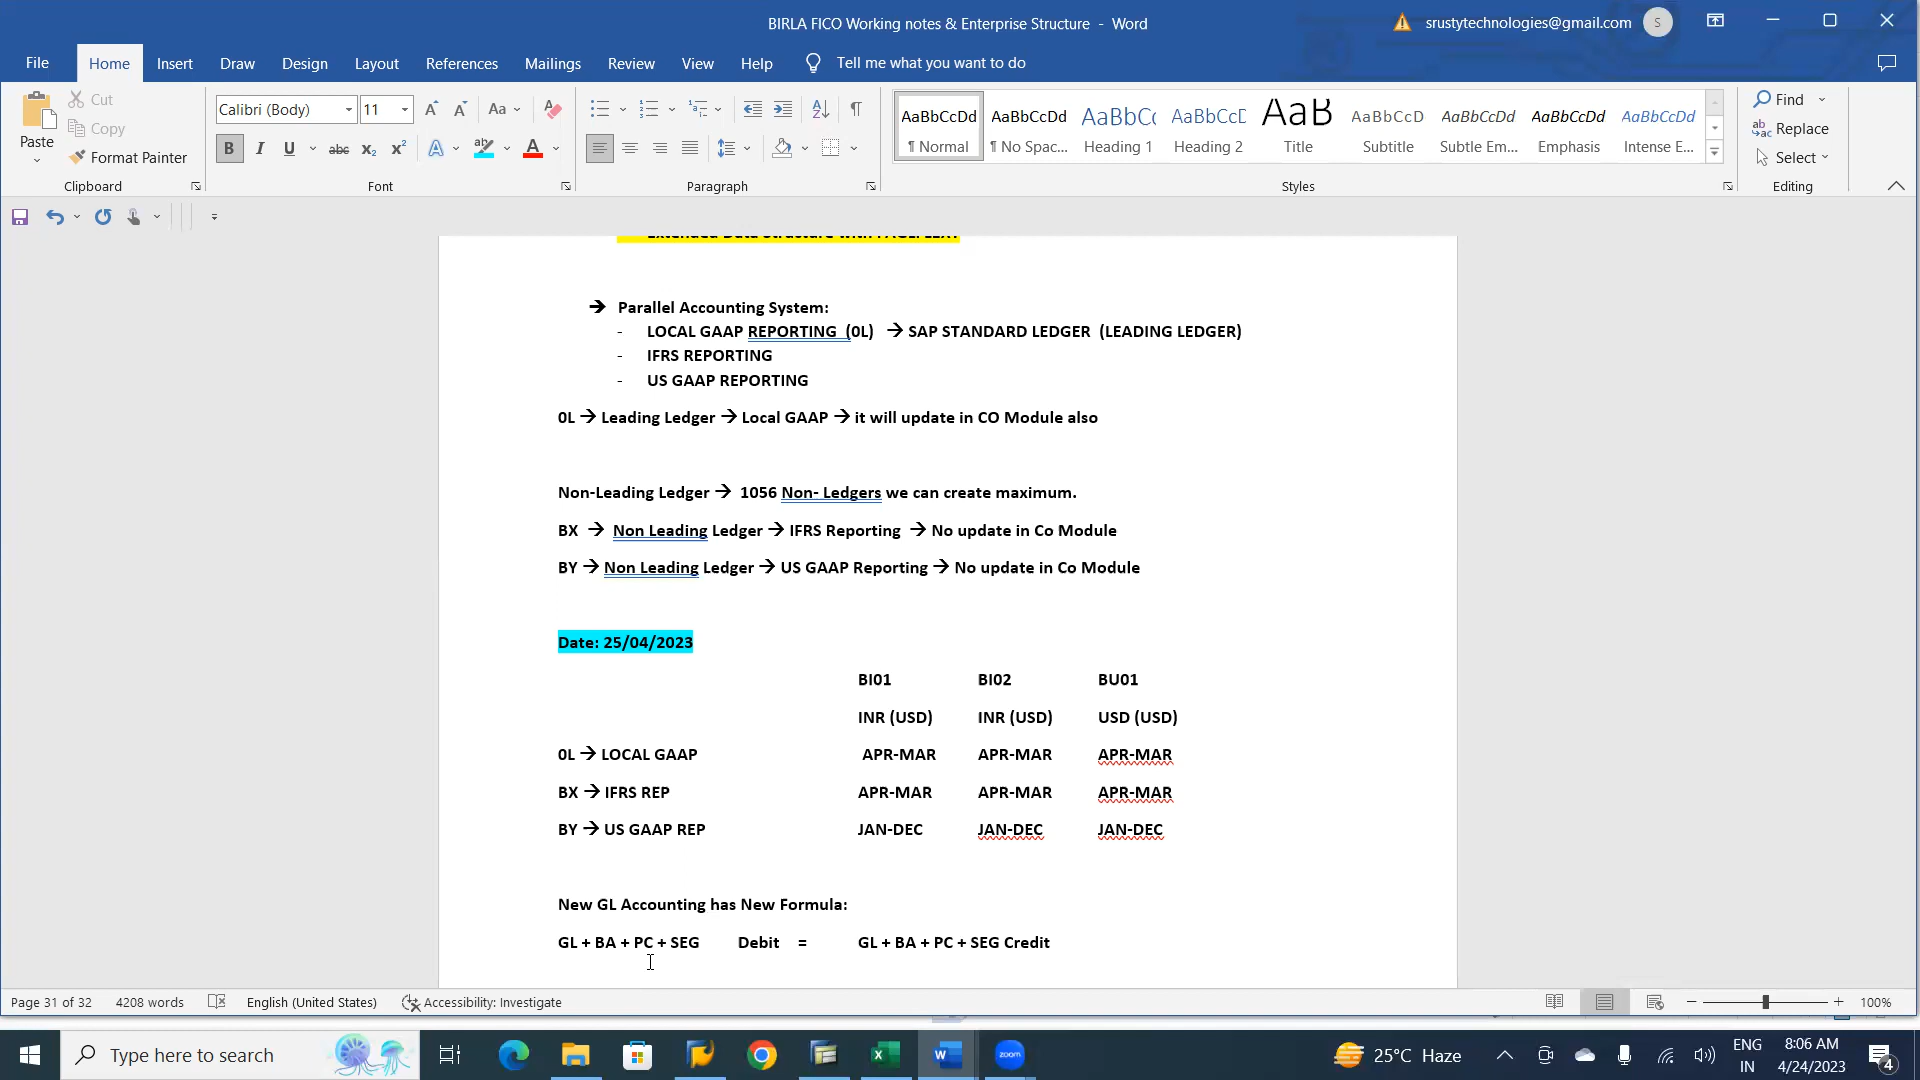 BIRLA FICO Working notes & Enterprise Structure - Word
srustytechnologies@gmail.com
S
File Home Insert Draw Design Layout References Mailings Review View Help Tell me what you want to do
Paste
Cut
Copy
Format Painter
Clipboard
Calibri (Body) 11
Font
Paragraph
AaBbCcDd ¶ Normal
AaBbCcDd ¶ No Spac...
AaBbCc Heading 1
AaBbCcD Heading 2
AaB Title
AaBbCcD Subtitle
AaBbCcDd Subtle Em...
AaBbCcDd Emphasis
AaBbCcDd Intense E...
Styles
Find
Replace
Select
Editing
→ Parallel Accounting System:
- LOCAL GAAP REPORTING (0L) → SAP STANDARD LEDGER (LEADING LEDGER)
- IFRS REPORTING
- US GAAP REPORTING
0L → Leading Ledger → Local GAAP → it will update in CO Module also
Non-Leading Ledger → 1056 Non- Ledgers we can create maximum.
BX → Non Leading Ledger → IFRS Reporting → No update in Co Module
BY → Non Leading Ledger → US GAAP Reporting → No update in Co Module
Date: 25/04/2023
BI01 BI02 BU01
INR (USD) INR (USD) USD (USD)
0L → LOCAL GAAP APR-MAR APR-MAR APR-MAR
BX → IFRS REP APR-MAR APR-MAR APR-MAR
BY → US GAAP REP JAN-DEC JAN-DEC JAN-DEC
New GL Accounting has New Formula:
GL + BA + PC + SEG Debit = GL + BA + PC + SEG Credit
Page 31 of 32 4208 words English (United States) Accessibility: Investigate 100%
Type here to search
zoom
25°C Haze
ENG
IN
8:06 AM
4/24/2023
4